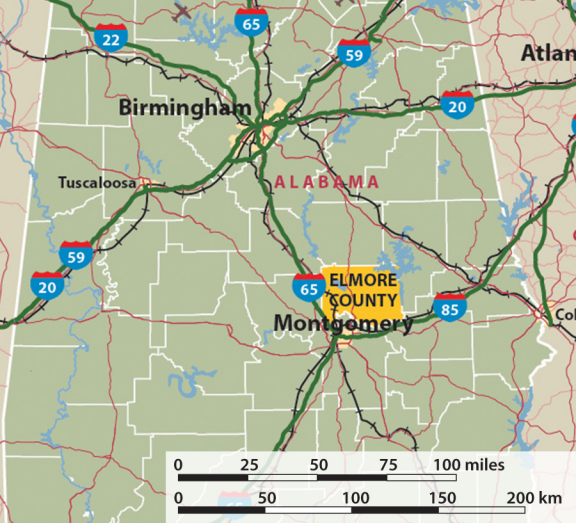 22
65
59
Atlan
20
Birmingham
Tuscaloosa
ALABAMA
59
20
65
ELMORE
COUNTY
85
Montgomery
Col
0 25 50 75 100 miles
0 50 100 150 200 km